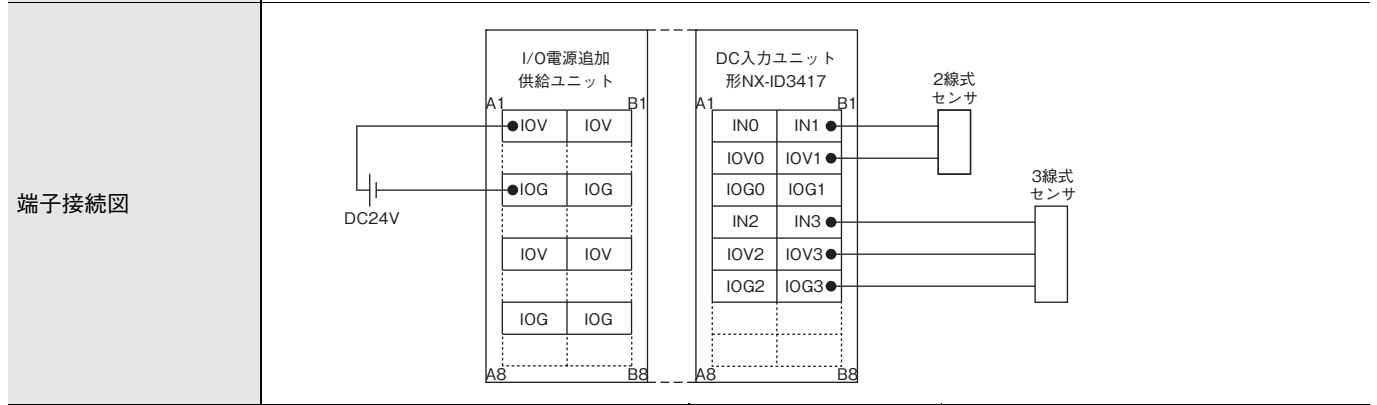 端子接続図
I/O電源追加
供給ユニット
A1 B1
IOV IOV
IOG IOG
IOV IOV
IOG IOG
A8 B8
DC24V
DC入力ユニット
形NX-ID3417
A1 B1
IN0 IN1
IOV0 IOV1
IOG0 IOG1
IN2 IN3
IOV2 IOV3
IOG2 IOG3
A8 B8
2線式
センサ
3線式
センサ